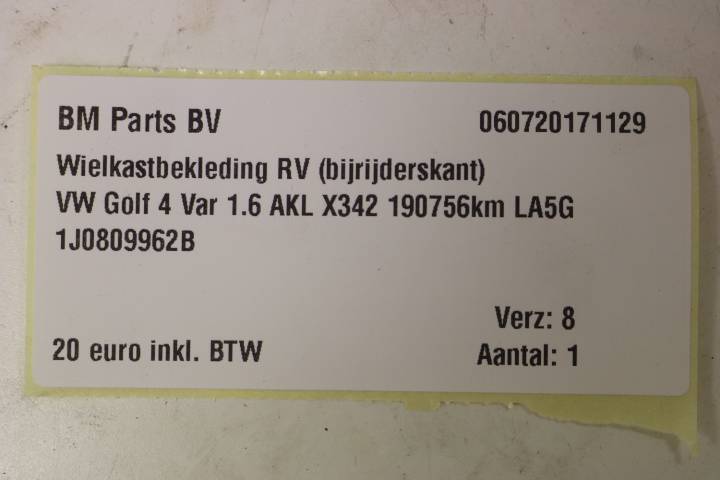 BM Parts BV 060720171129
Wielkastbekleding RV (bijrijderskant)
VW Golf 4 Var 1.6 AKL X342 190756km LA5G
1J0809962B
Verz: 8
20 euro inkl. BTW Aantal: 1